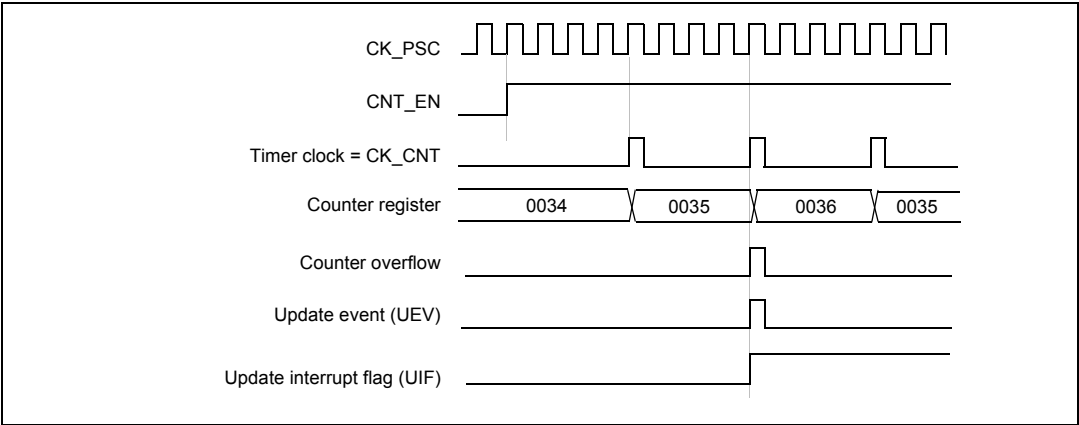 CK_PSC
CNT_EN
Timer clock = CK_CNT
Counter register 0034 0035 0036 0035
Counter overflow
Update event (UEV)
Update interrupt flag (UIF)